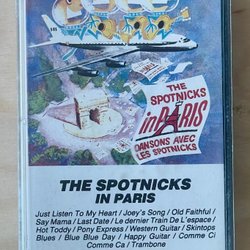 THE
SPOTNICKS
in PARIS
DANSONS AVEC
LES SPOTNICKS
THE SPOTNICKS
IN PARIS
Just Listen To My Heart / Joey's Song / Old Faithful /
Say Mama / Last Date / Le dernier Train De L'espace /
Hot Toddy / Pony Express / Western Guitar / Skintops
Blues / Blue Blue Day / Happy Guitar / Comme Ci
Comme Ca / Trambone